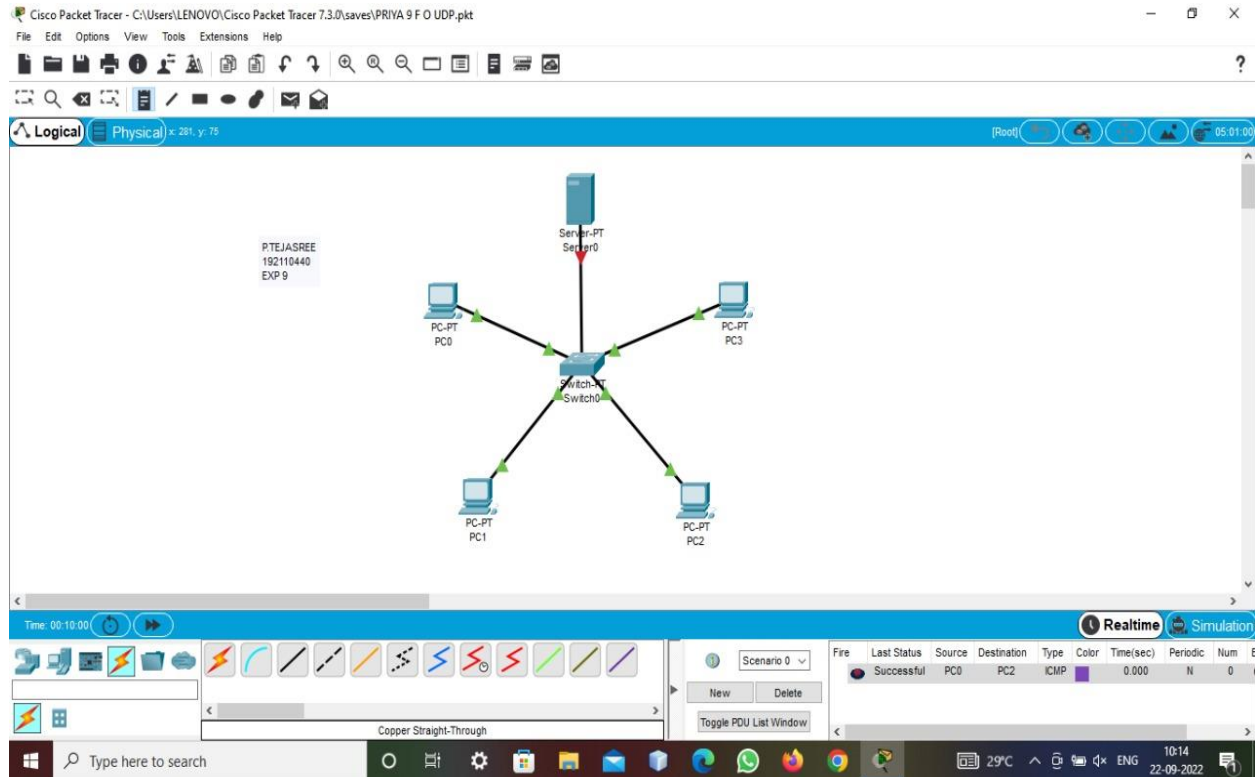 Cisco Packet Tracer - C:\Users\LENOVO\Cisco Packet Tracer 7.3.0\saves\PRIYA 9 F O UDP.pkt
File Edit Options View Tools Extensions Help
?
Logical Physical x: 281, y: 75 [Root] 05:01:00
Server-PT
Server0
P.TEJASREE
192110440
EXP 9
PC-PT
PC0
PC-PT
PC3
Switch-PT
Switch0
PC-PT
PC1
PC-PT
PC2
Time: 00:10:00 Realtime Simulation
Scenario 0
New Delete
Toggle PDU List Window
Fire Last Status Source Destination Type Color Time(sec) Periodic Num E
Successful PC0 PC2 ICMP 0.000 N 0
Copper Straight-Through
Type here to search
29°C ENG
10:14
22-09-2022